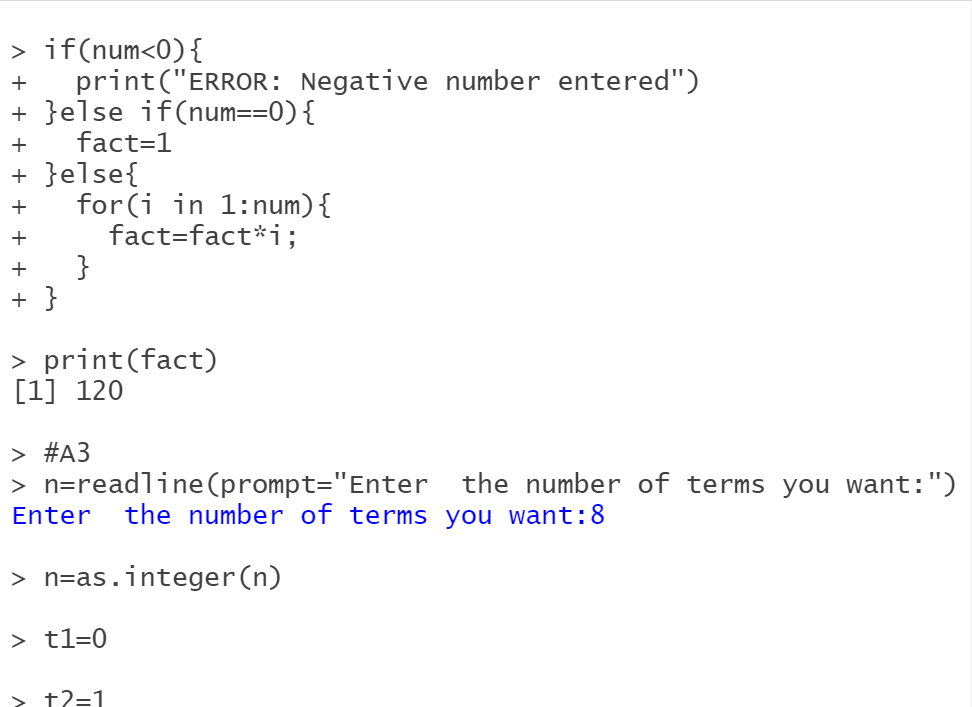 > if(num<0){
+   print("ERROR: Negative number entered")
+ }else if(num==0){
+   fact=1
+ }else{
+   for(i in 1:num){
+     fact=fact*i;
+   }
+ }
> print(fact)
[1] 120
> #A3
> n=readline(prompt="Enter  the number of terms you want:")
Enter  the number of terms you want:8
> n=as.integer(n)
> t1=0
> t2=1